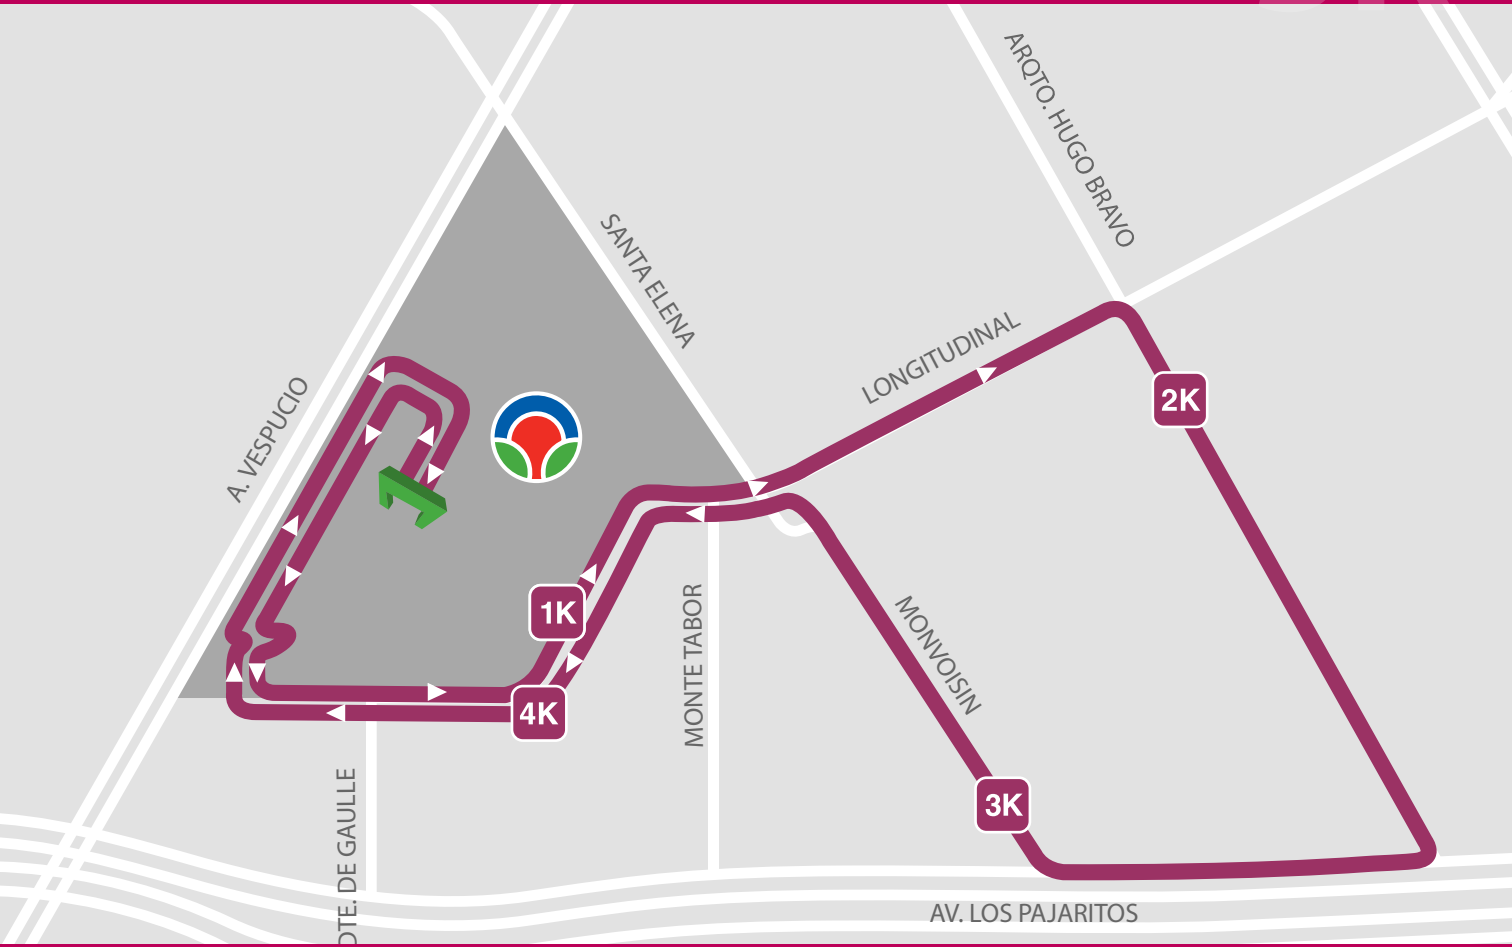 ARQTO. HUGO BRAVO
SANTA ELENA
LONGITUDINAL
A. VESPUCIO
2K
1K
MONTE TABOR
MONVOISIN
4K
3K
DTE. DE GAULLE
AV. LOS PAJARITOS